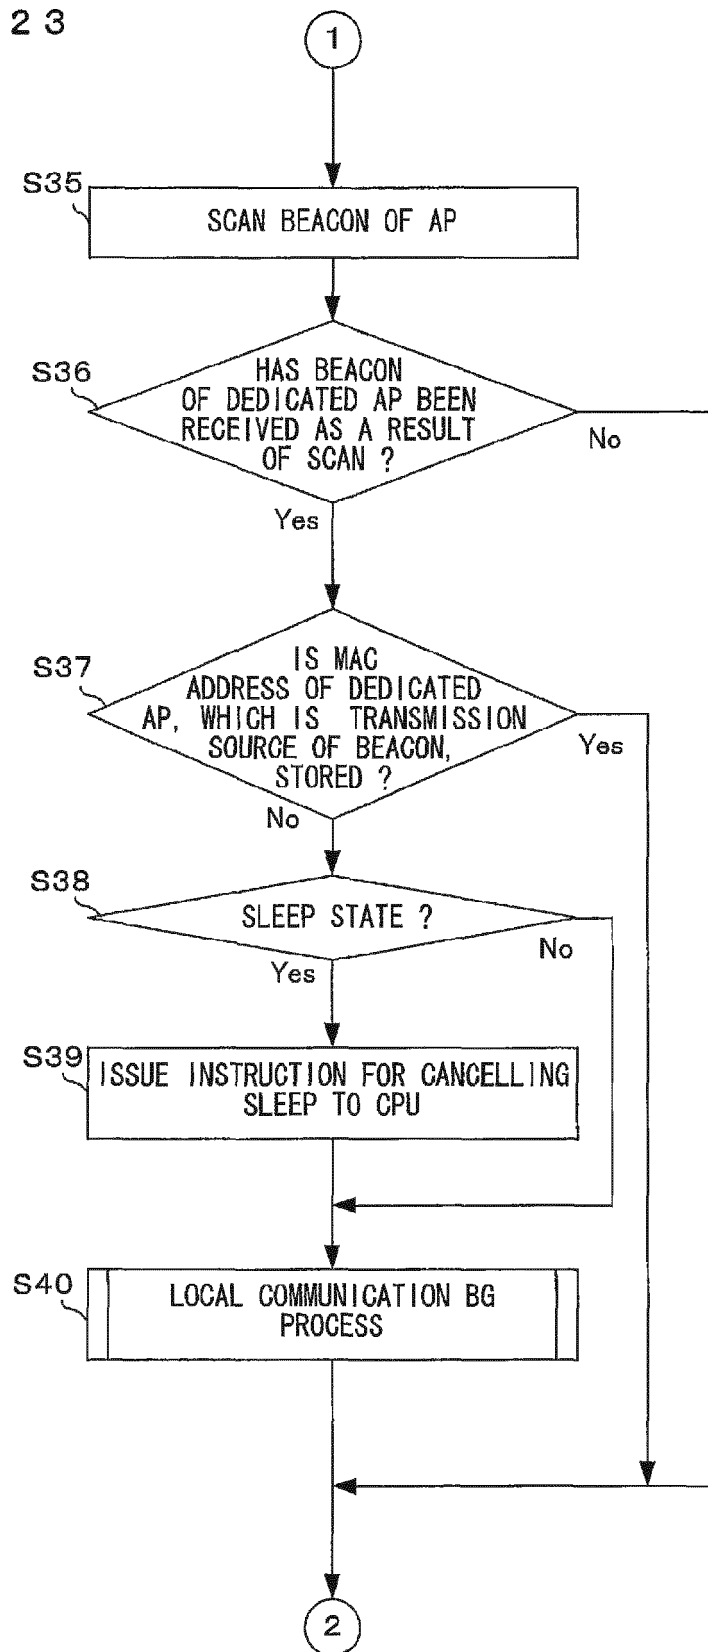 2 3
1
S35
SCAN BEACON OF AP
S36
HAS BEACON
OF DEDICATED AP BEEN
RECEIVED AS A RESULT
OF SCAN ?
No
Yes
S37
IS MAC
ADDRESS OF DEDICATED
AP, WHICH IS TRANSMISSION
SOURCE OF BEACON,
STORED ?
Yes
No
S38
SLEEP STATE ?
No
Yes
S39
ISSUE INSTRUCTION FOR CANCELLING
SLEEP TO CPU
S40
LOCAL COMMUNICATION BG
PROCESS
2